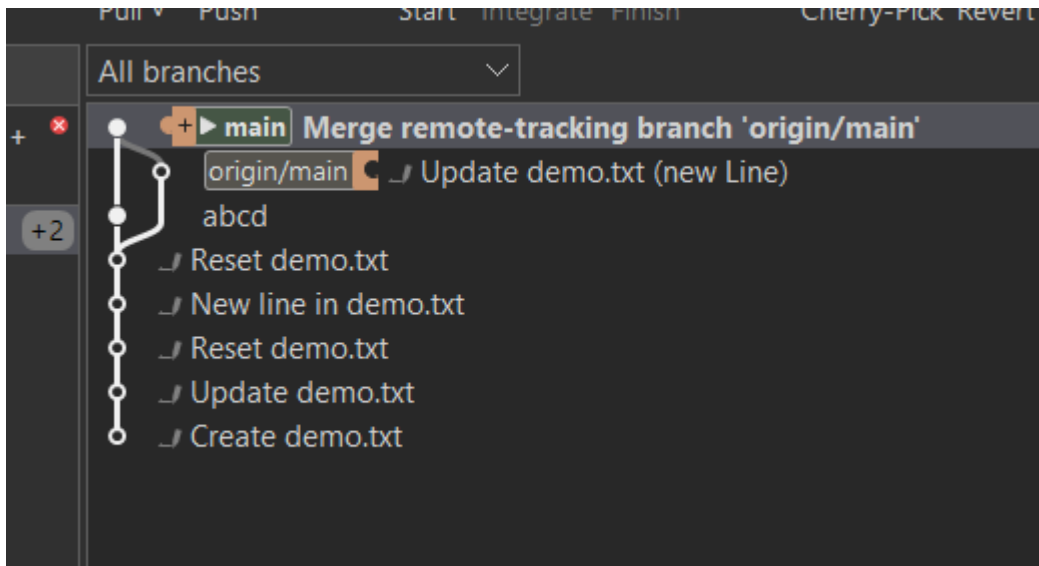 Pull Push Start Integrate Finish Cherry-Pick Revert
All branches
+ main Merge remote-tracking branch 'origin/main'
origin/main Update demo.txt (new Line)
+2 abcd
Reset demo.txt
New line in demo.txt
Reset demo.txt
Update demo.txt
Create demo.txt